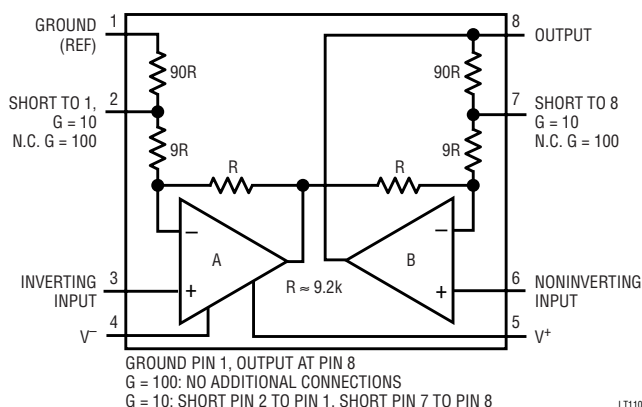 GROUND
(REF)
1
90R
SHORT TO 1,
G = 10
N.C. G = 100
2
9R
R
A
INVERTING
INPUT
3
V–
4
–
+
R ≈ 9.2k
8
OUTPUT
90R
7
SHORT TO 8
G = 10
N.C. G = 100
9R
R
B
–
+
6
NONINVERTING
INPUT
5
V+
GROUND PIN 1, OUTPUT AT PIN 8
G = 100: NO ADDITIONAL CONNECTIONS
G = 10: SHORT PIN 2 TO PIN 1, SHORT PIN 7 TO PIN 8